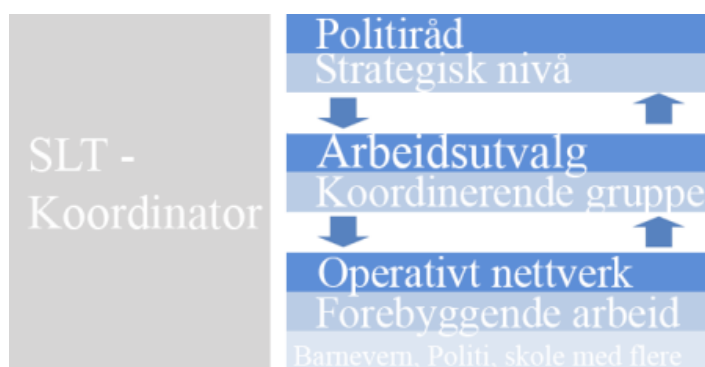 SLT -
Koordinator
Politiråd
Strategisk nivå
Arbeidsutvalg
Koordinerende gruppe
Operativt nettverk
Forebyggende arbeid
Barnevern. Politi, skole med flere